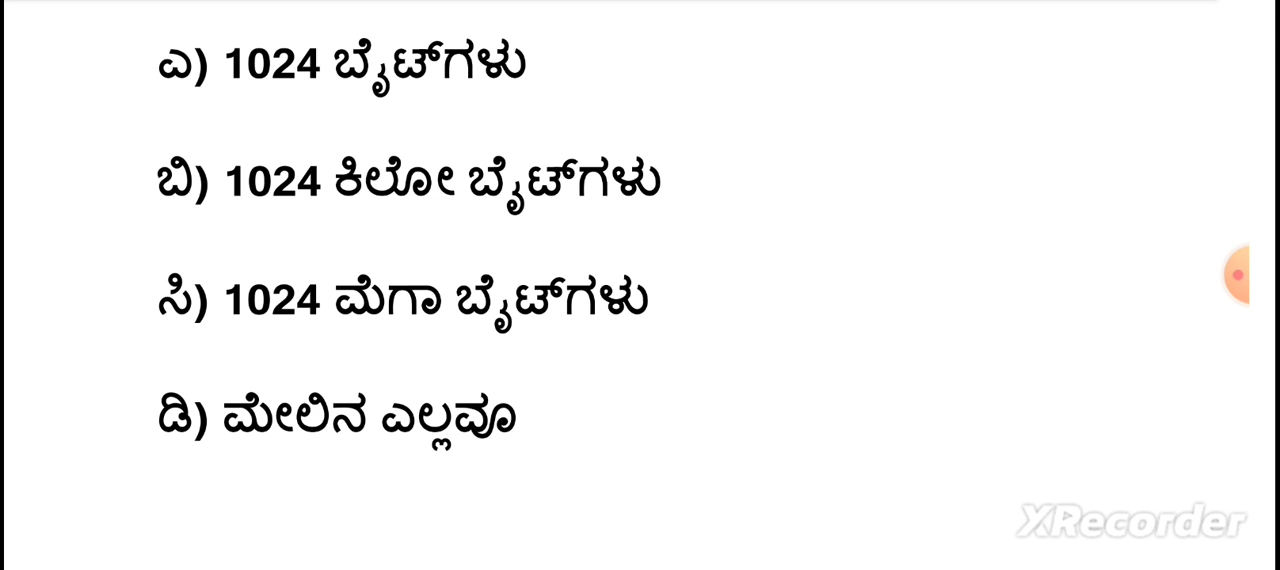 ಎ) 1024 ಬೈಟ್‌ಗಳು
ಬಿ) 1024 ಕಿಲೋ ಬೈಟ್‌ಗಳು
ಸಿ) 1024 ಮೆಗಾ ಬೈಟ್‌ಗಳು
ಡಿ) ಮೇಲಿನ ಎಲ್ಲವೂ
XRecorder